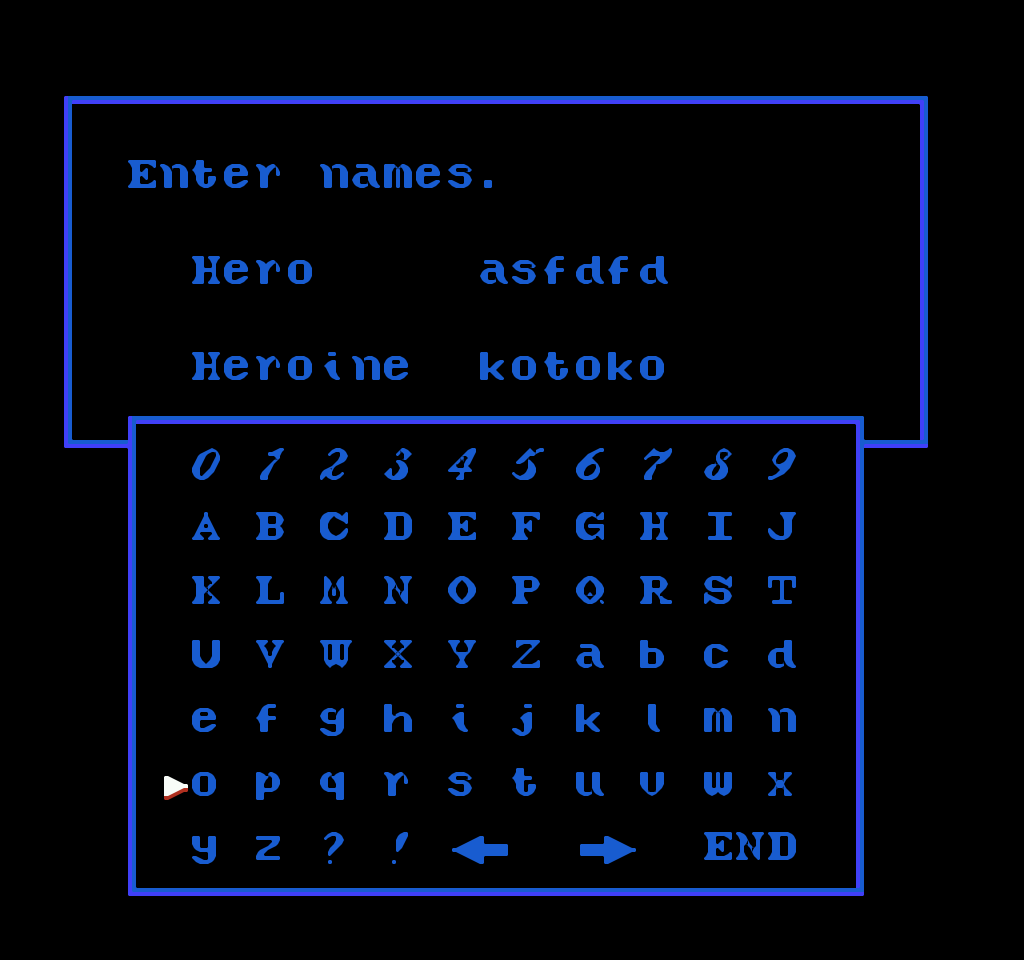 Enter names.
Hero asfdfd
Heroine kotoko
0 1 2 3 4 5 6 7 8 9
A B C D E F G H I J
K L M N O P Q R S T
U V W X Y Z a b c d
e f g h i j k l m n
o p q r s t u v w x
y z ? ! ← → END